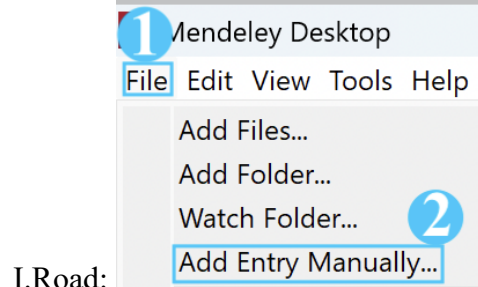 1
Mendeley Desktop
File Edit View Tools Help
Add Files...
Add Folder...
Watch Folder...
2
Add Entry Manually...
I.Road: